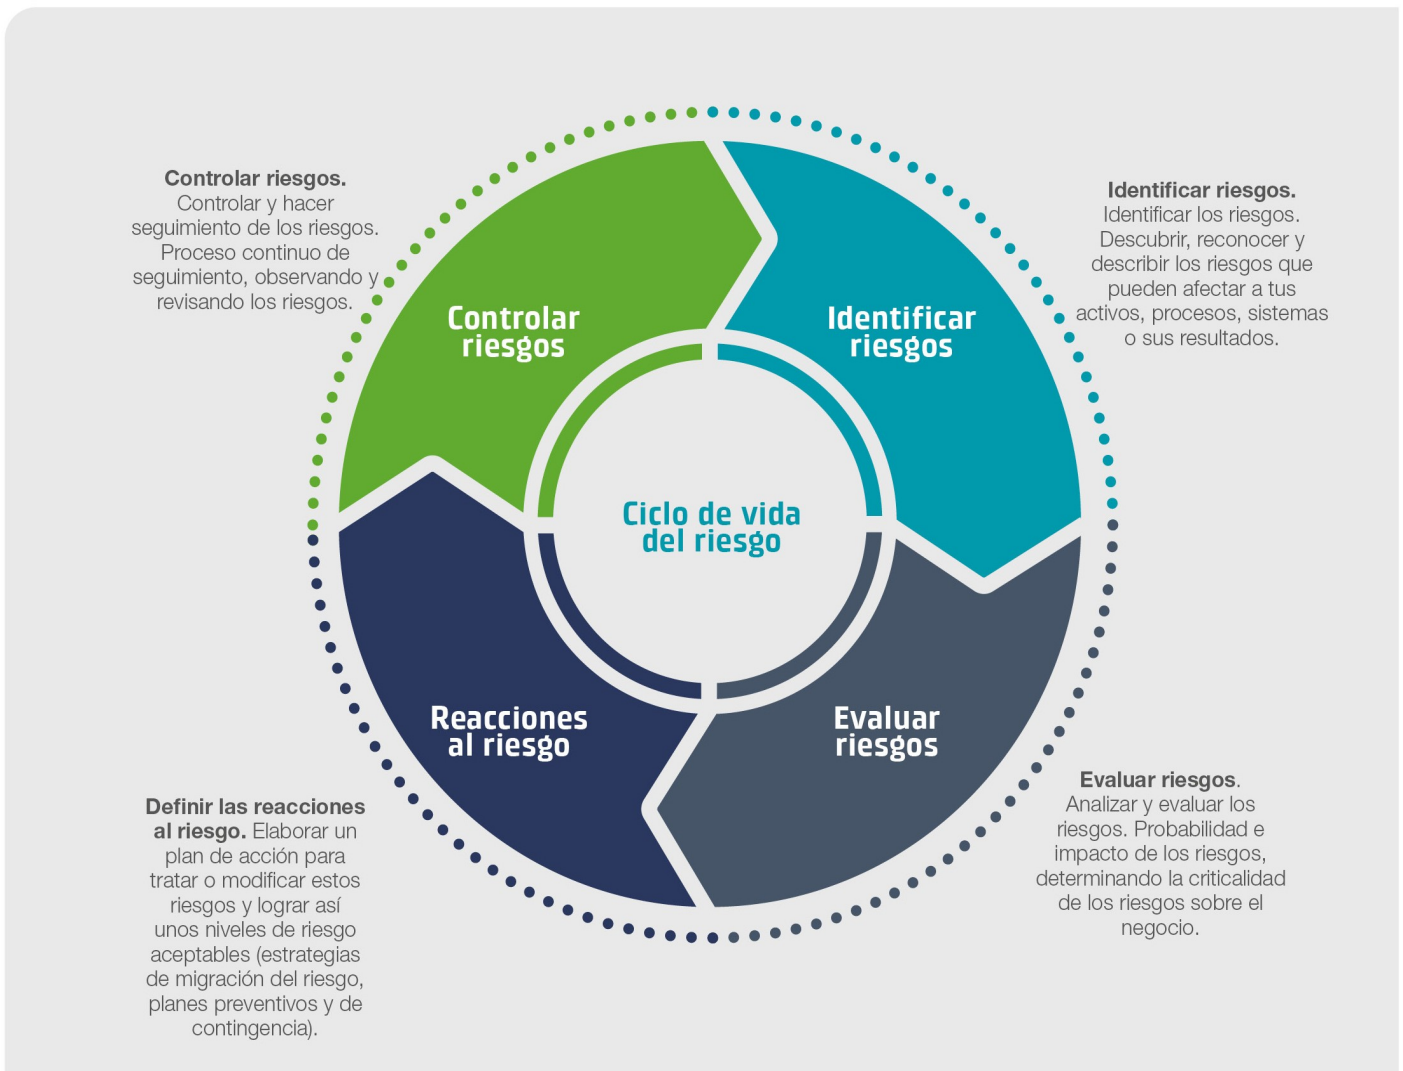 Controlar riesgos.
Controlar y hacer
seguimiento de los riesgos.
Proceso continuo de
seguimiento, observando y
revisando los riesgos.
Identificar riesgos.
Identificar los riesgos.
Descubrir, reconocer y
describir los riesgos que
pueden afectar a tus
activos, procesos, sistemas
o sus resultados.
Controlar
riesgos
Identificar
riesgos
Ciclo de vida
del riesgo
Reacciones
al riesgo
Evaluar
riesgos
Definir las reacciones
al riesgo. Elaborar un
plan de acción para
tratar o modificar estos
riesgos y lograr así
unos niveles de riesgo
aceptables (estrategias
de migración del riesgo,
planes preventivos y de
contingencia).
Evaluar riesgos.
Analizar y evaluar los
riesgos. Probabilidad e
impacto de los riesgos,
determinando la criticalidad
de los riesgos sobre el
negocio.